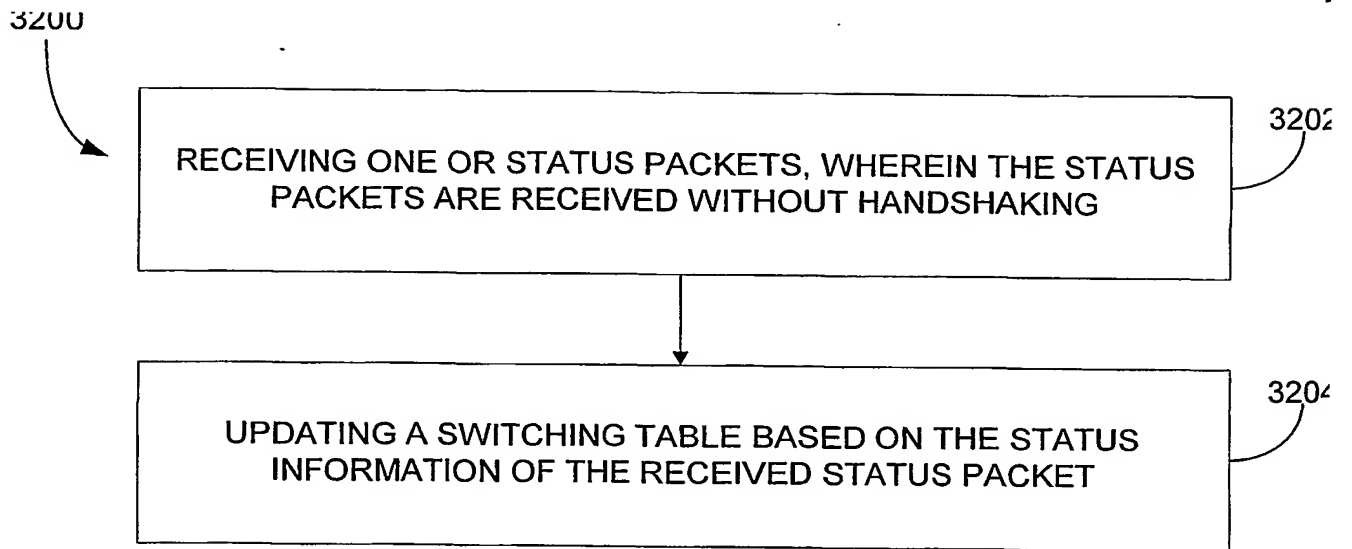 3200
3202
RECEIVING ONE OR STATUS PACKETS, WHEREIN THE STATUS
PACKETS ARE RECEIVED WITHOUT HANDSHAKING
3204
UPDATING A SWITCHING TABLE BASED ON THE STATUS
INFORMATION OF THE RECEIVED STATUS PACKET